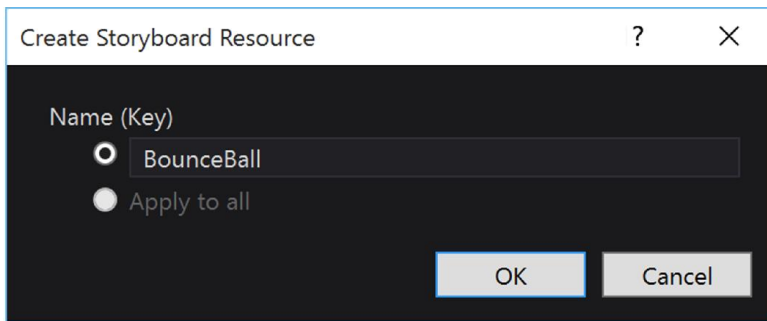 Create Storyboard Resource ?
Name (Key)
BounceBall
Apply to all
OK Cancel